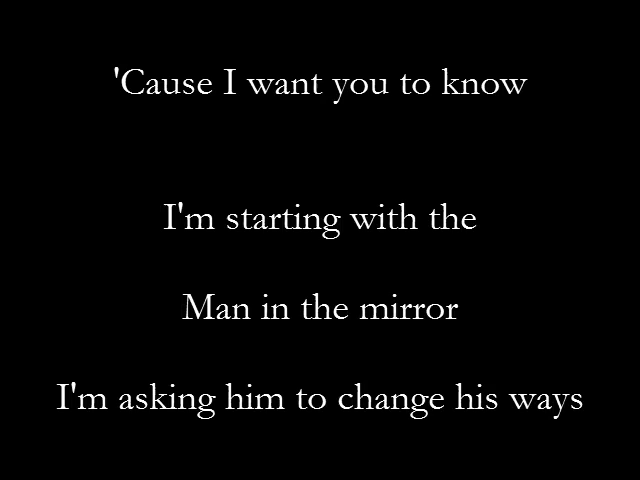 'Cause I want you to know
I'm starting with the
Man in the mirror
I'm asking him to change his ways